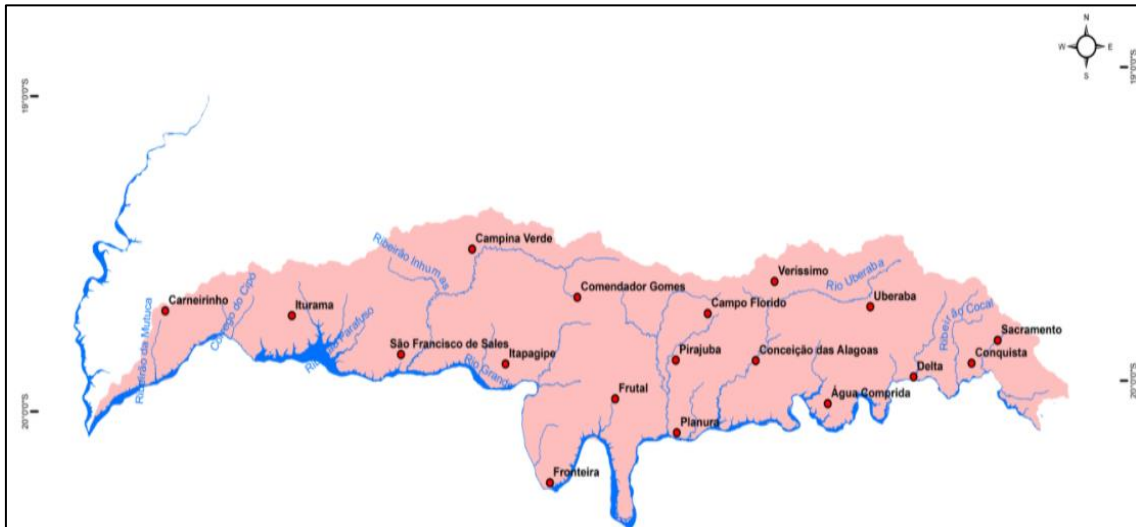 N
W E
S
19°0'0"S
19°0'0"S
Campina Verde
Ribeirão Inhumas
Veríssimo
Rio Uberaba
Comendador Gomes
Carneirinho
Córrego do Cipó
Iturama
Campo Florido
Uberaba
Ribeirão da Mutuca
Ribeirão Cocal
Sacramento
São Francisco de Sales
Itapagipe
Pirajuba
Conceição das Alagoas
Conquista
Parafuso
Rio Grand
Delta
20°0'0"S
20°0'0"S
Frutal
Água Comprida
Planura
Fronteira